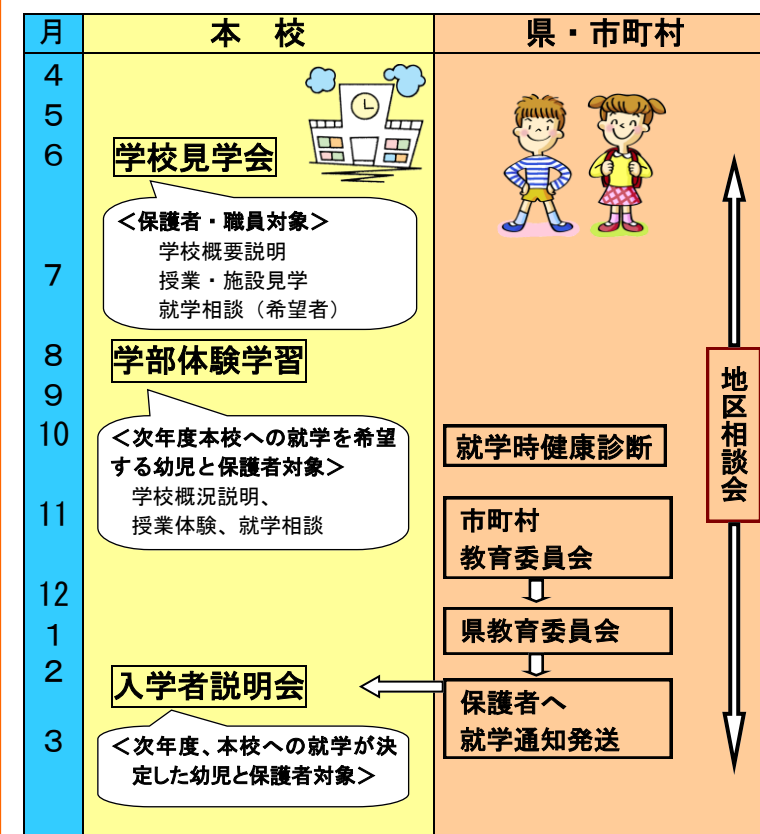 月
本　校
県・市町村
4
5
6
7
8
9
10
11
12
1
2
3
学校見学会
＜保護者・職員対象＞
学校概要説明
授業・施設見学
就学相談（希望者）
学部体験学習
＜次年度本校への就学を希望
する幼児と保護者対象＞
学校概況説明、
授業体験、就学相談
入学者説明会
＜次年度、本校への就学が決
定した幼児と保護者対象＞
就学時健康診断
市町村
教育委員会
県教育委員会
保護者へ
就学通知発送
地区相談会